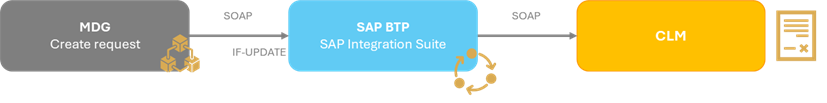 MDG
Create request
SOAP
IF-UPDATE
SAP BTP
SAP Integration Suite
SOAP
CLM